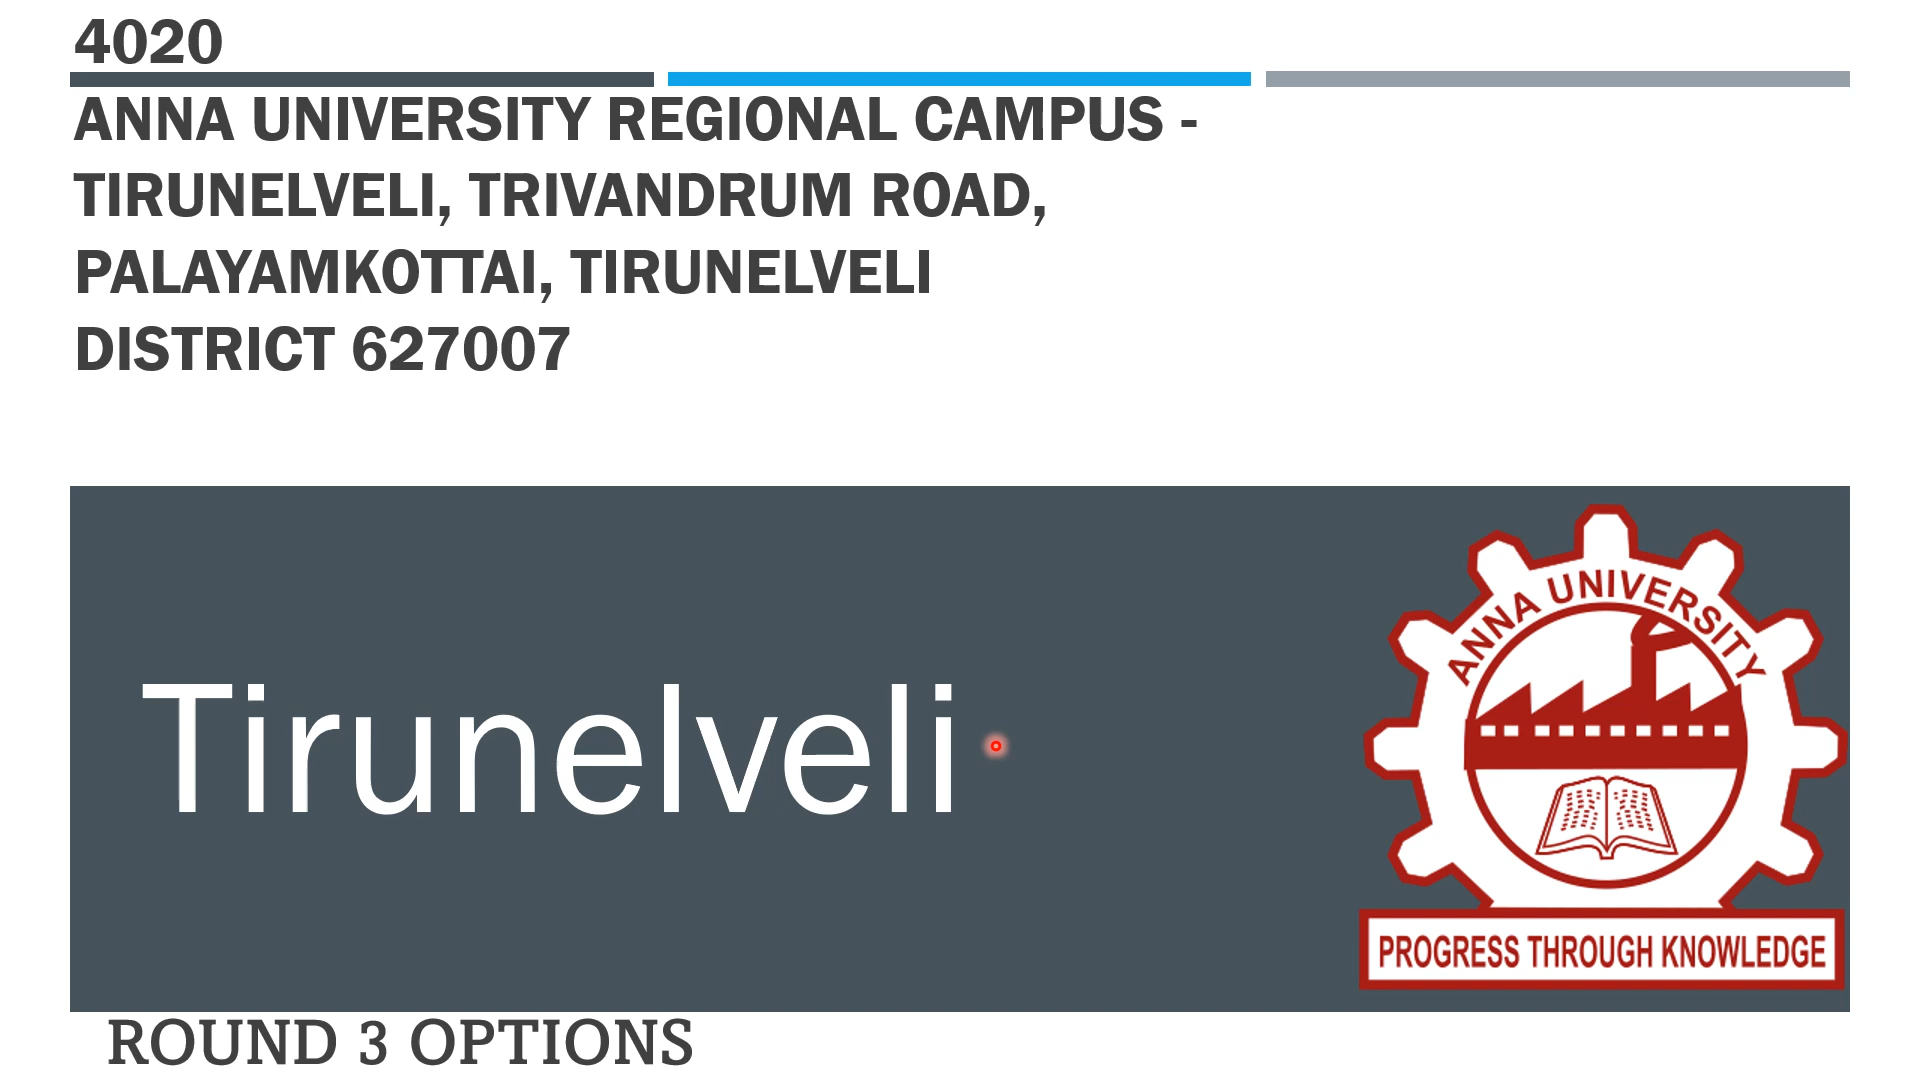 4020
ANNA UNIVERSITY REGIONAL CAMPUS -
TIRUNELVELI, TRIVANDRUM ROAD,
PALAYAMKOTTAI, TIRUNELVELI
DISTRICT 627007
Tirunelveli
ANNA UNIVERSITY
PROGRESS THROUGH KNOWLEDGE
ROUND 3 OPTIONS